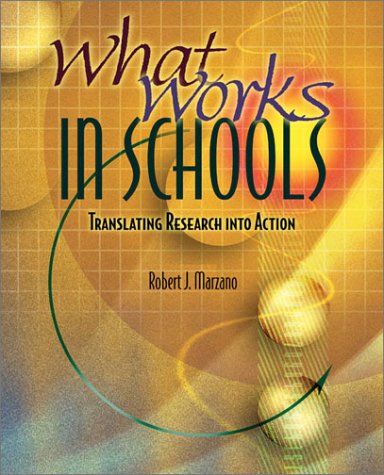 What
Works
IN SCHOOLS
TRANSLATING RESEARCH INTO ACTION
Robert J. Marzano